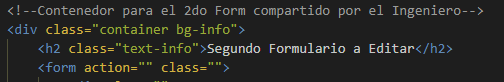 <!--Contenedor para el 2do Form compartido por el Ingeniero-->
<div class="container bg-info">
<h2 class="text-info">Segundo Formulario a Editar</h2>
<form action="" class="">